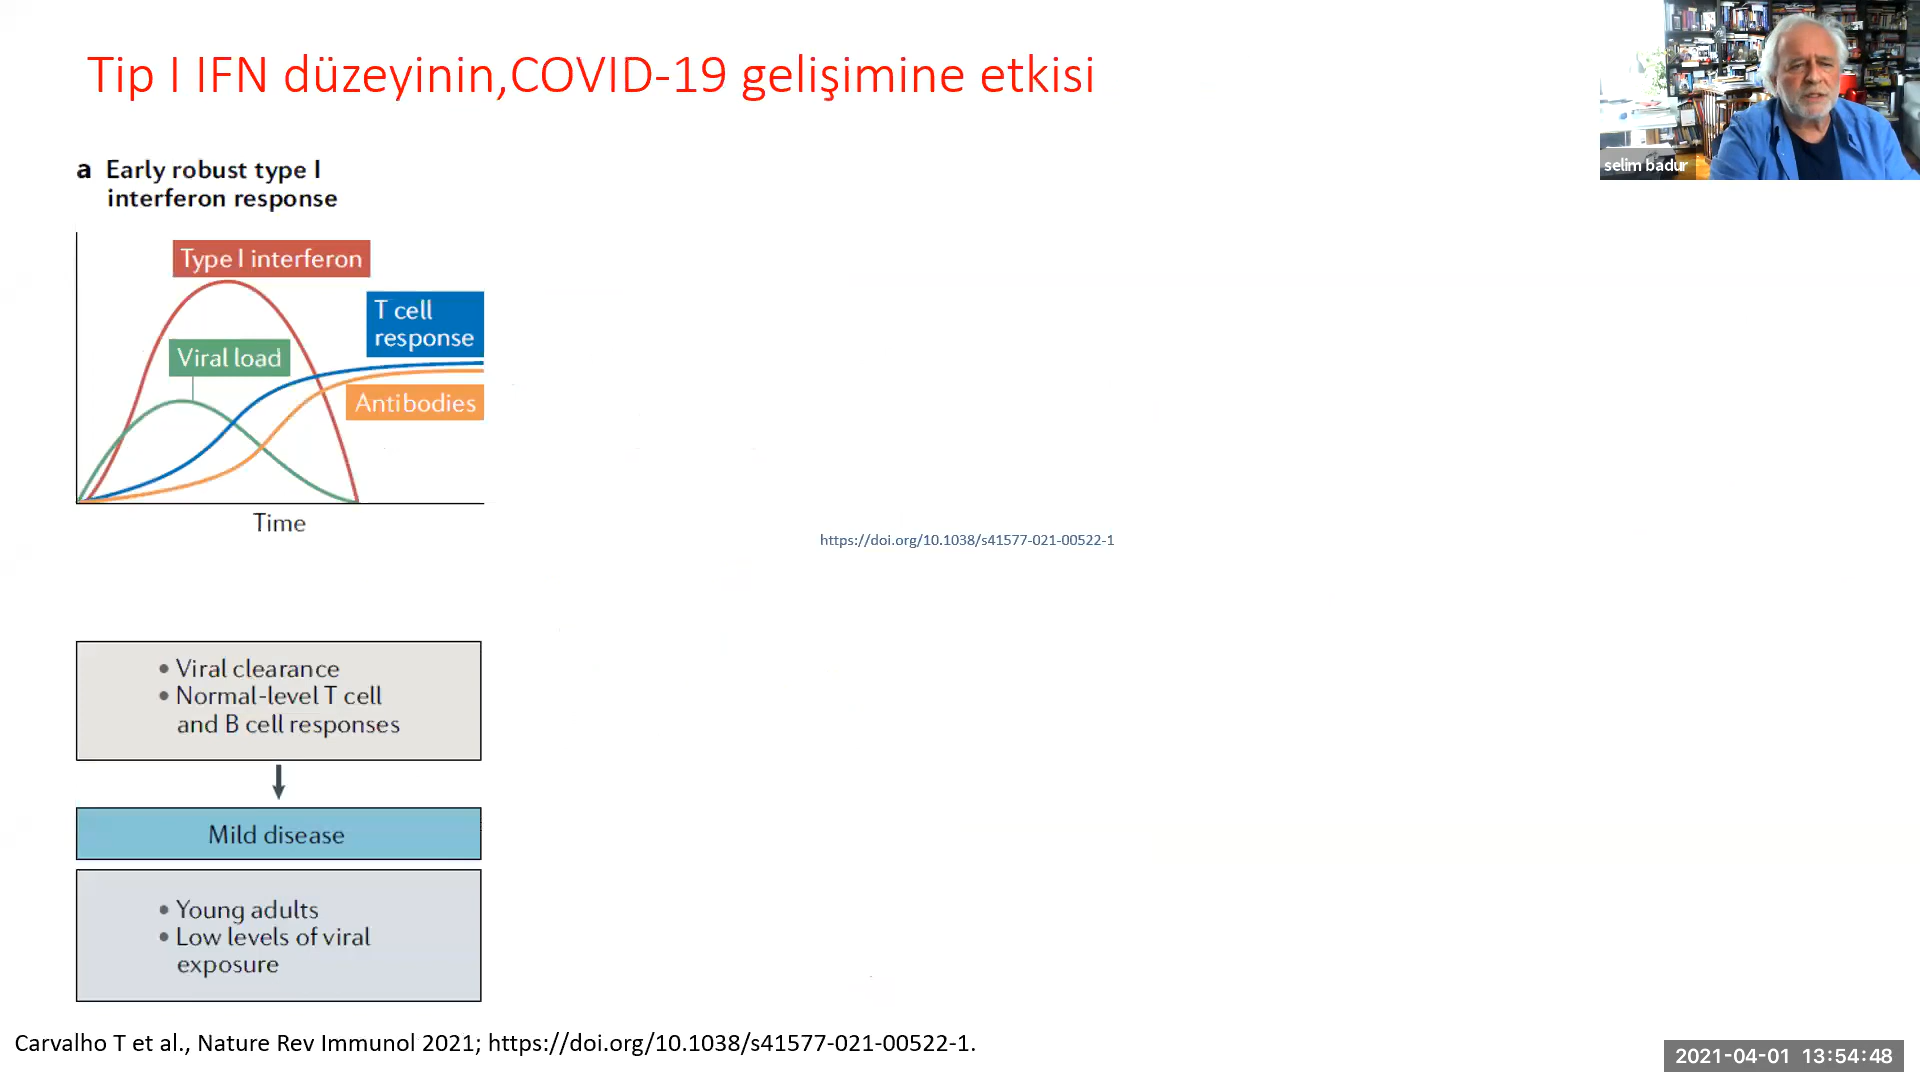 Tip I IFN düzeyinin,COVID-19 gelişimine etkisi
selim badur
a Early robust type I
interferon response
Type I interferon
T cell
response
Viral load
Antibodies
Time
https://doi.org/10.1038/s41577-021-00522-1
• Viral clearance
• Normal-level T cell
and B cell responses
Mild disease
• Young adults
• Low levels of viral
exposure
Carvalho T et al., Nature Rev Immunol 2021; https://doi.org/10.1038/s41577-021-00522-1.
2021-04-01 13:54:48